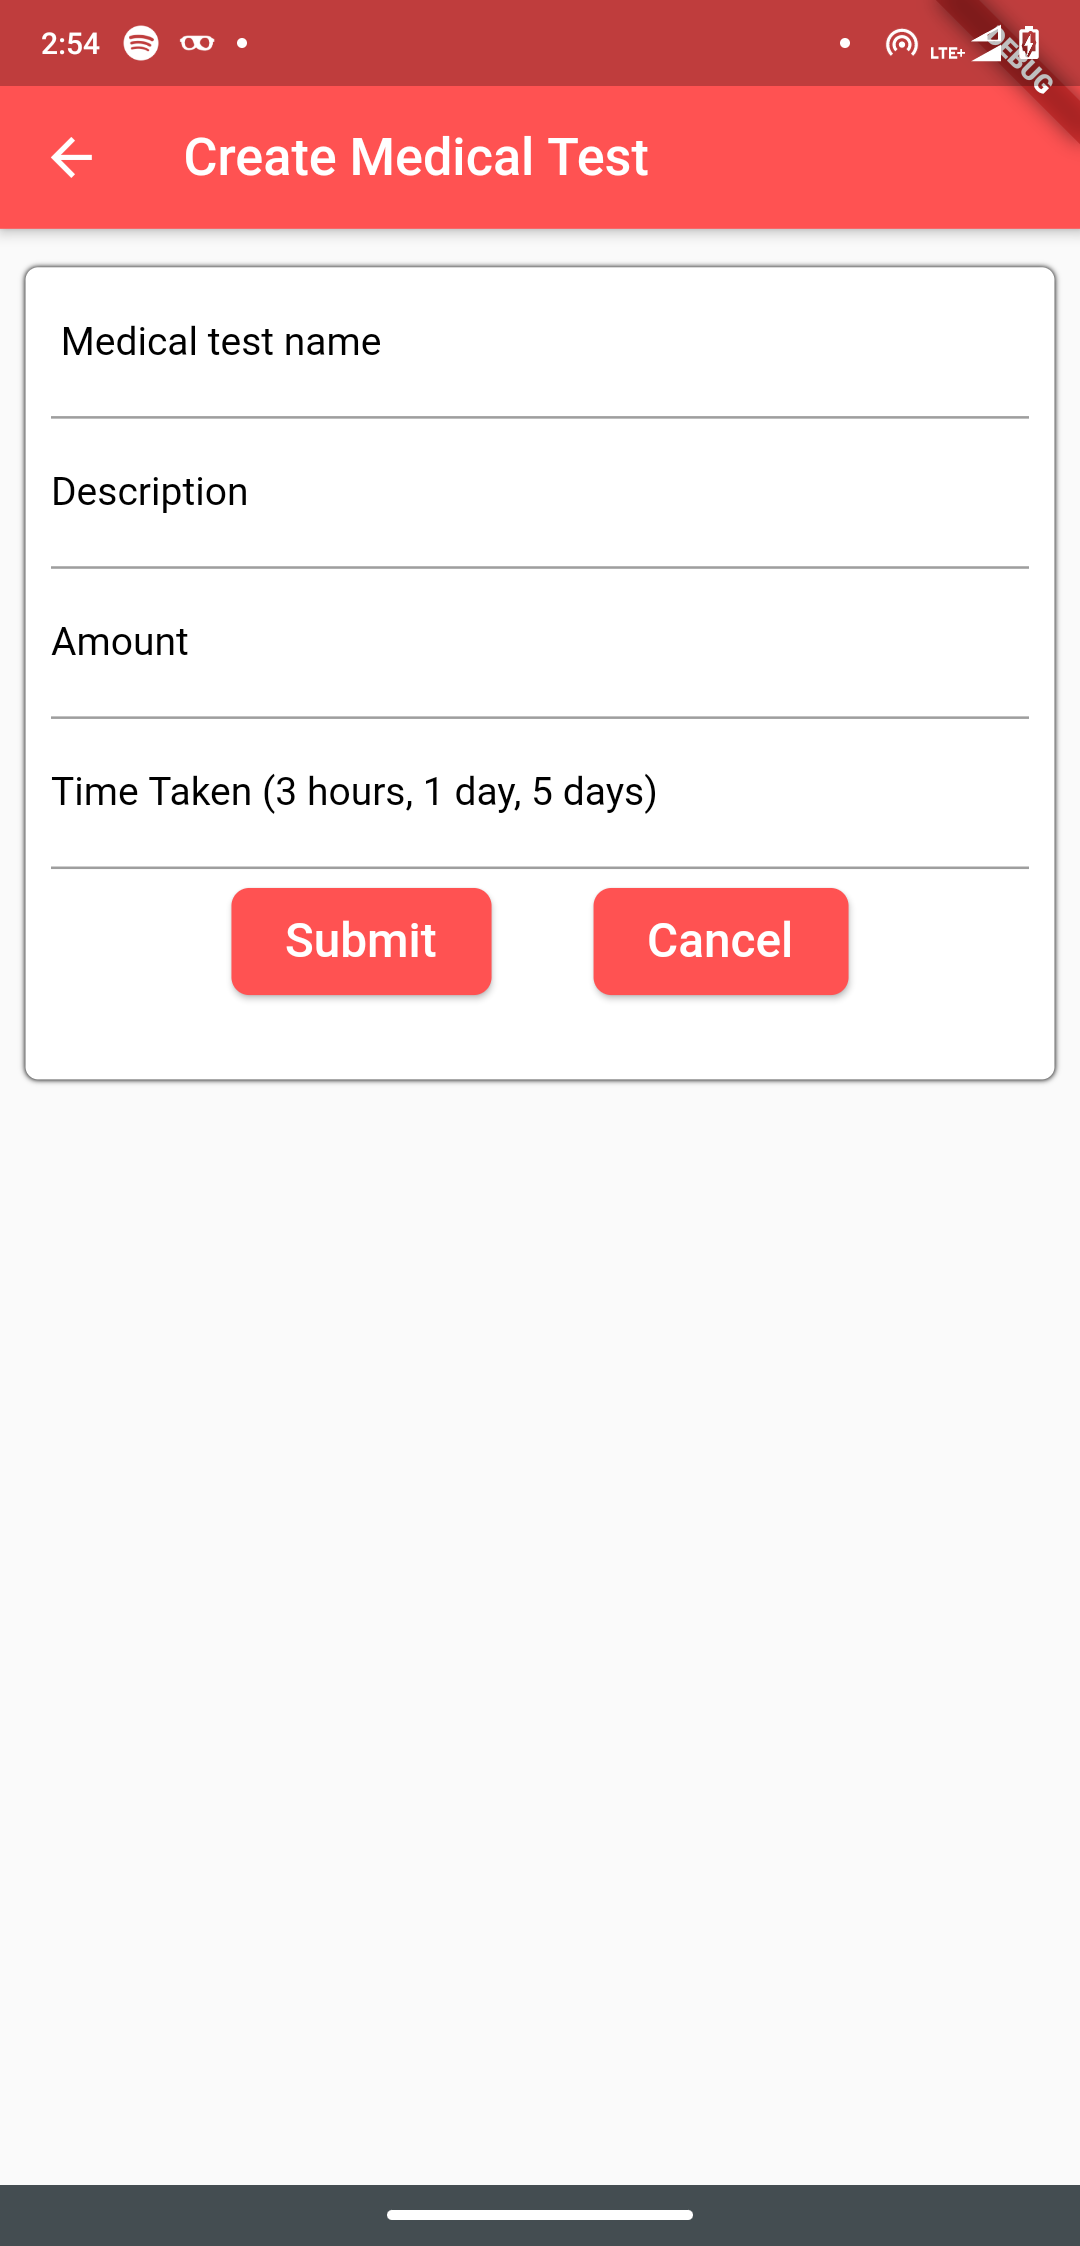 2:54
LTE+
DEBUG
Create Medical Test
Medical test name
Description
Amount
Time Taken (3 hours, 1 day, 5 days)
Submit
Cancel